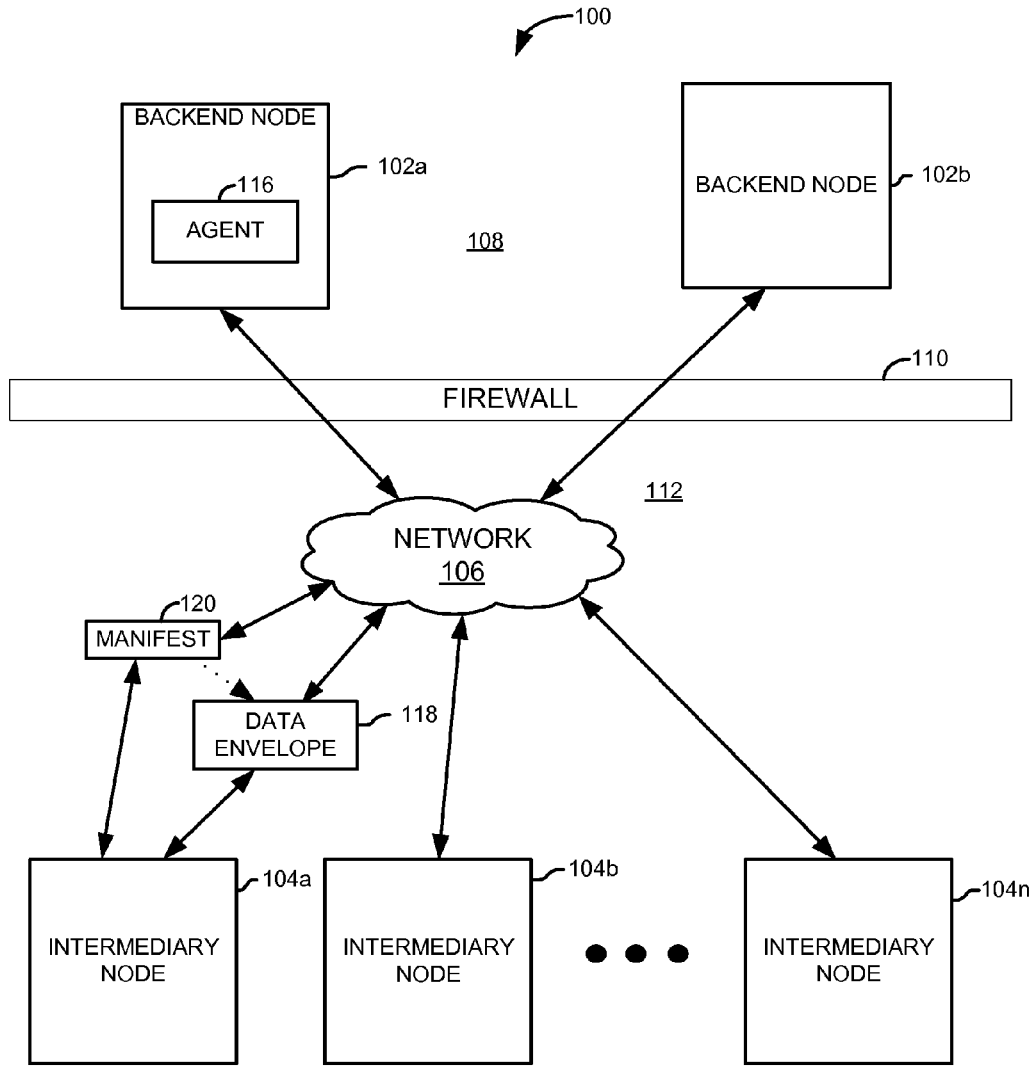 100
BACKEND NODE
102a
116
AGENT
108
BACKEND NODE
102b
110
FIREWALL
112
NETWORK
106
120
MANIFEST
DATA
ENVELOPE
118
104a
INTERMEDIARY
NODE
104b
INTERMEDIARY
NODE
104n
INTERMEDIARY
NODE